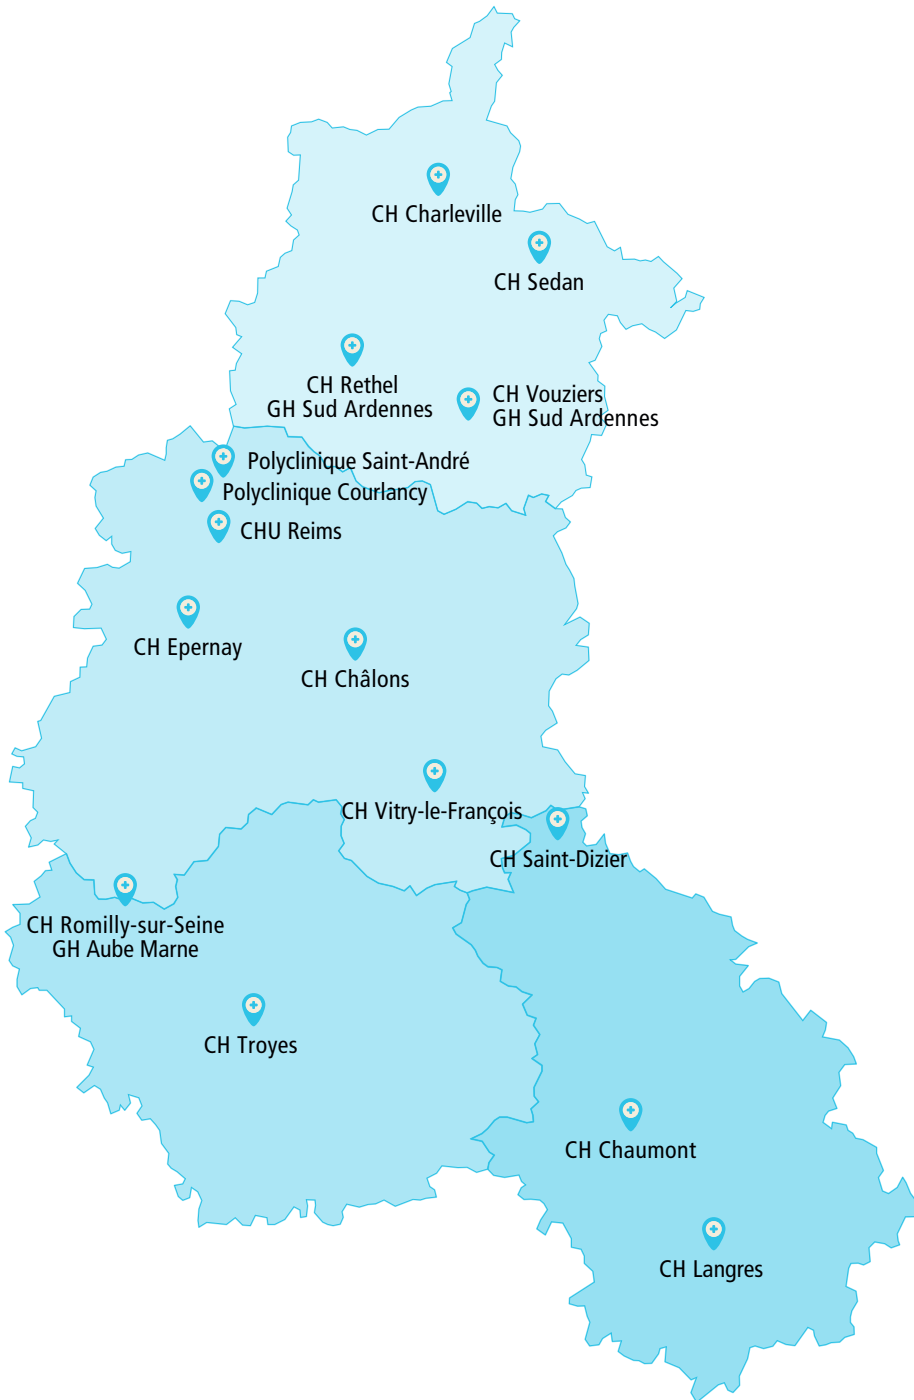 CH Charleville
CH Sedan
CH Rethel
GH Sud Ardennes
CH Vouziers
GH Sud Ardennes
Polyclinique Saint-André
Polyclinique Courlancy
CHU Reims
CH Epernay
CH Châlons
CH Vitry-le-François
CH Saint-Dizier
CH Romilly-sur-Seine
GH Aube Marne
CH Troyes
CH Chaumont
CH Langres